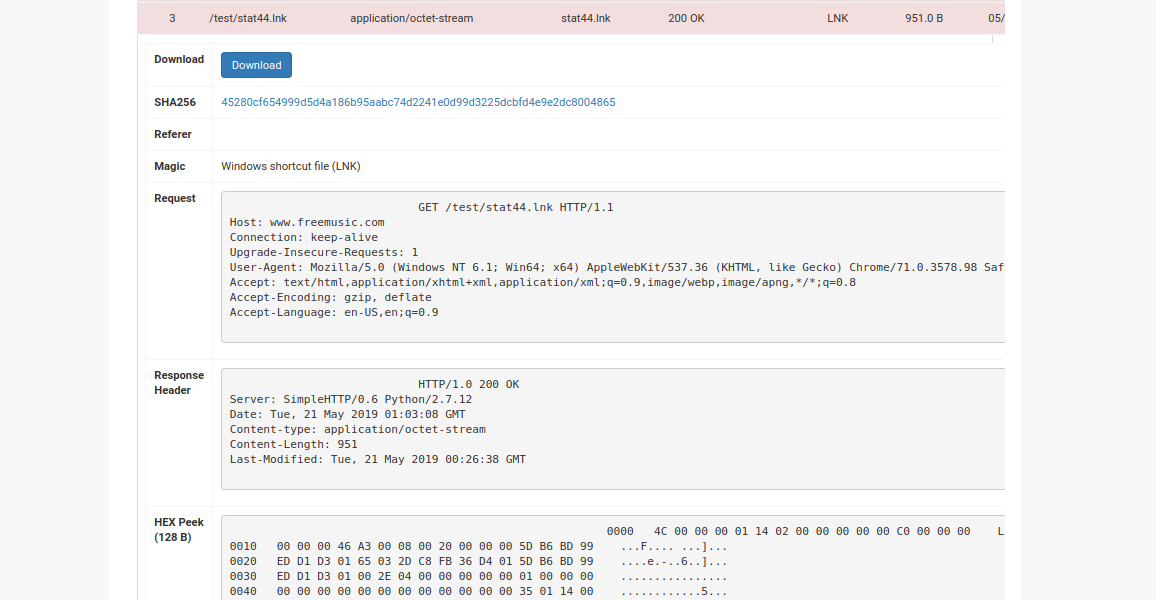 3 /test/stat44.lnk application/octet-stream stat44.lnk 200 OK LNK 951.0 B 05/
Download Download
SHA256 45280cf654999d5d4a186b95aabc74d2241e0d99d3225dcbfd4e9e2dc8004865
Referer
Magic Windows shortcut file (LNK)
Request
GET /test/stat44.lnk HTTP/1.1
Host: www.freemusic.com
Connection: keep-alive
Upgrade-Insecure-Requests: 1
User-Agent: Mozilla/5.0 (Windows NT 6.1; Win64; x64) AppleWebKit/537.36 (KHTML, like Gecko) Chrome/71.0.3578.98 Saf
Accept: text/html,application/xhtml+xml,application/xml;q=0.9,image/webp,image/apng,*/*;q=0.8
Accept-Encoding: gzip, deflate
Accept-Language: en-US,en;q=0.9
Response
Header
HTTP/1.0 200 OK
Server: SimpleHTTP/0.6 Python/2.7.12
Date: Tue, 21 May 2019 01:03:08 GMT
Content-type: application/octet-stream
Content-Length: 951
Last-Modified: Tue, 21 May 2019 00:26:38 GMT
HEX Peek
(128 B)
0000 4C 00 00 00 01 14 02 00 00 00 00 00 C0 00 00 00 L
0010 00 00 00 46 A3 00 08 00 20 00 00 00 5D B6 BD 99 ...F.... ...]...
0020 ED D1 D3 01 65 03 2D C8 FB 36 D4 01 5D B6 BD 99 ....e.-..6..]...
0030 ED D1 D3 01 00 2E 04 00 00 00 00 00 01 00 00 00 ................
0040 00 00 00 00 00 00 00 00 00 00 00 00 35 01 14 00 ............5...